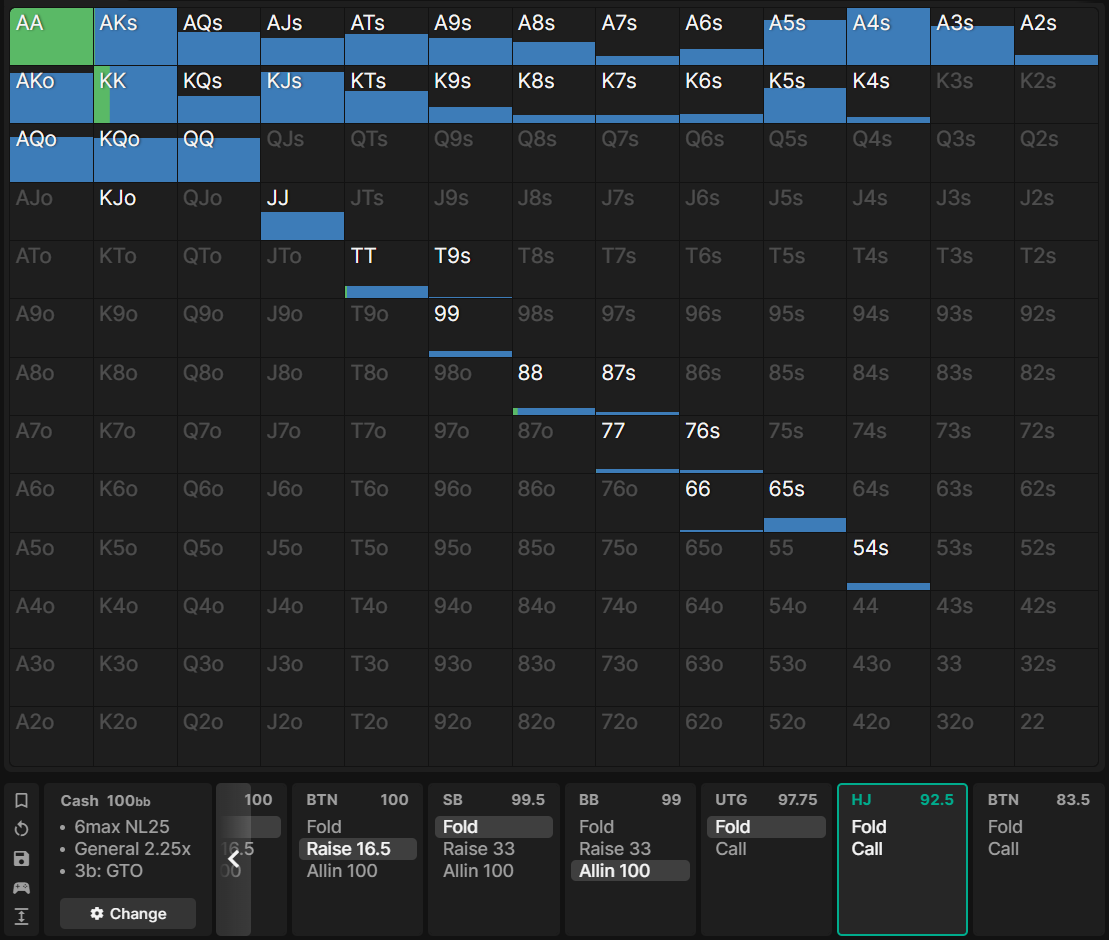 AA AKs AQs AJs ATs A9s A8s A7s A6s A5s A4s A3s A2s
AKo KK KQs KJs KTs K9s K8s K7s K6s K5s K4s K3s K2s
AQo KQo QQ QJs QTs Q9s Q8s Q7s Q6s Q5s Q4s Q3s Q2s
AJo KJo QJo JJ JTs J9s J8s J7s J6s J5s J4s J3s J2s
ATo KTo QTo JTo TT T9s T8s T7s T6s T5s T4s T3s T2s
A9o K9o Q9o J9o T9o 99 98s 97s 96s 95s 94s 93s 92s
A8o K8o Q8o J8o T8o 98o 88 87s 86s 85s 84s 83s 82s
A7o K7o Q7o J7o T7o 97o 87o 77 76s 75s 74s 73s 72s
A6o K6o Q6o J6o T6o 96o 86o 76o 66 65s 64s 63s 62s
A5o K5o Q5o J5o T5o 95o 85o 75o 65o 55 54s 53s 52s
A4o K4o Q4o J4o T4o 94o 84o 74o 64o 54o 44 43s 42s
A3o K3o Q3o J3o T3o 93o 83o 73o 63o 53o 43o 33 32s
A2o K2o Q2o J2o T2o 92o 82o 72o 62o 52o 42o 32o 22
Cash 100bb
• 6max NL25
• General 2.25x
• 3b: GTO
Change
100
16.5
00
BTN 100
Fold
Raise 16.5
Allin 100
SB 99.5
Fold
Raise 33
Allin 100
BB 99
Fold
Raise 33
Allin 100
UTG 97.75
Fold
Call
HJ 92.5
Fold
Call
BTN 83.5
Fold
Call